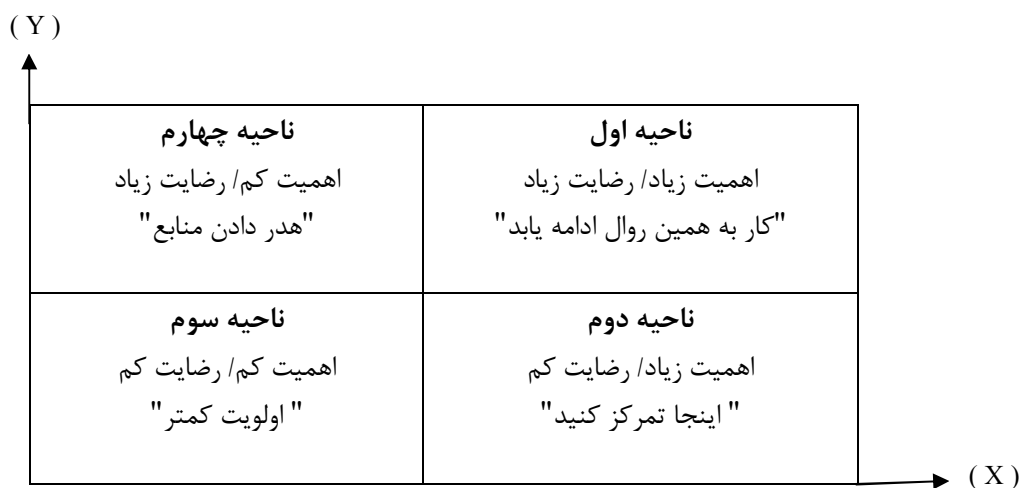 ( Y )
ناحیه اول
اهمیت زیاد/ رضایت زیاد
"کار به همین روال ادامه یابد"
ناحیه چهارم
اهمیت کم/ رضایت زیاد
"هدر دادن منابع"
ناحیه دوم
اهمیت زیاد/ رضایت کم
" اینجا تمرکز کنید"
ناحیه سوم
اهمیت کم/ رضایت کم
" اولویت کمتر"
( X )